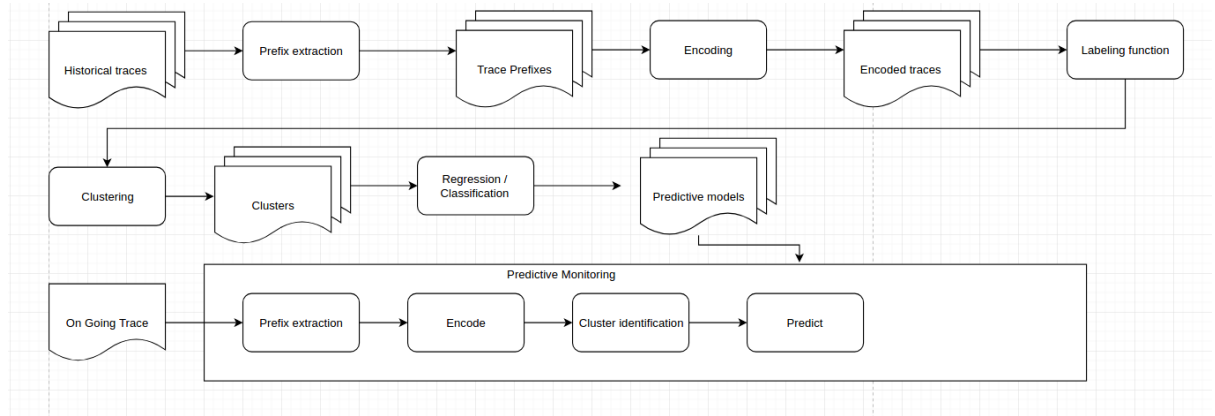 Historical traces
Prefix extraction
Trace Prefixes
Encoding
Encoded traces
Labeling function
Clustering
Clusters
Regression /
Classification
Predictive models
Predictive Monitoring
On Going Trace
Prefix extraction
Encode
Cluster identification
Predict